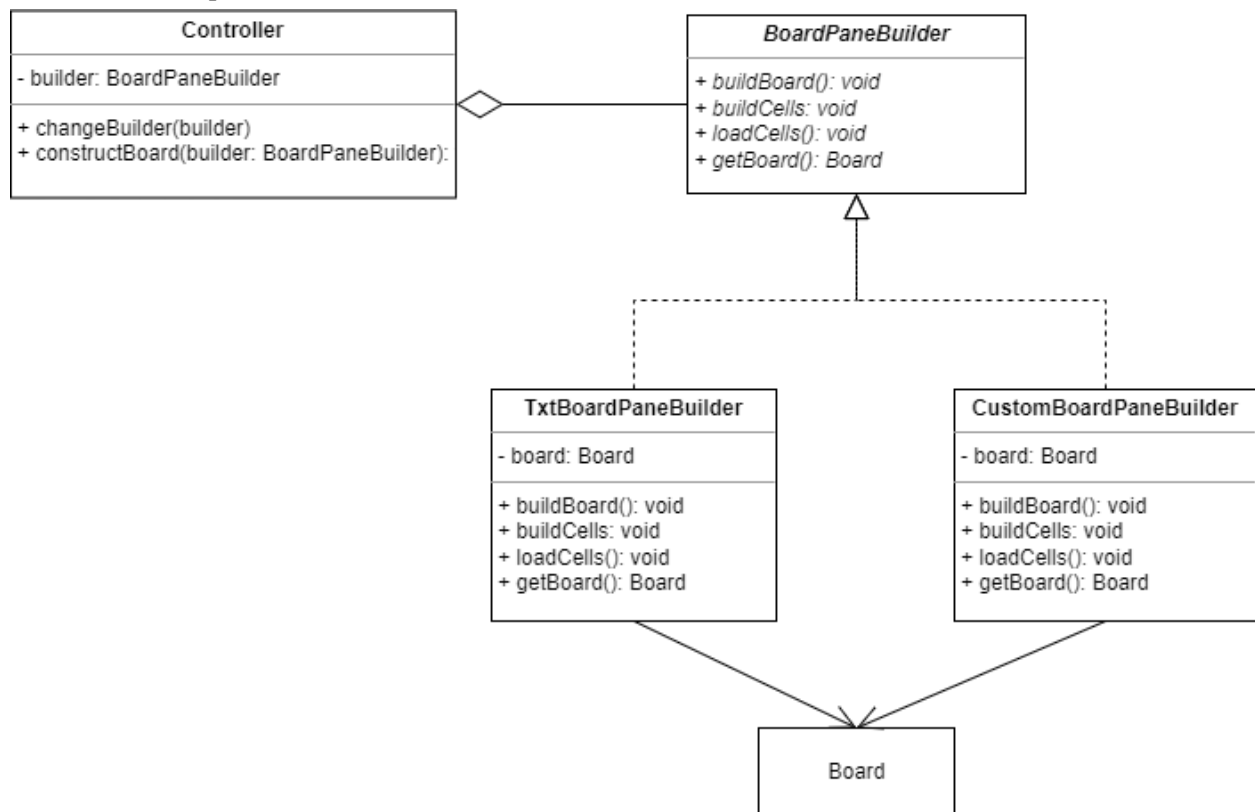 Controller
- builder: BoardPaneBuilder
+ changeBuilder(builder)
+ constructBoard(builder: BoardPaneBuilder):
BoardPaneBuilder
+ buildBoard(): void
+ buildCells: void
+ loadCells(): void
+ getBoard(): Board
TxtBoardPaneBuilder
- board: Board
+ buildBoard(): void
+ buildCells: void
+ loadCells(): void
+ getBoard(): Board
CustomBoardPaneBuilder
- board: Board
+ buildBoard(): void
+ buildCells: void
+ loadCells(): void
+ getBoard(): Board
Board